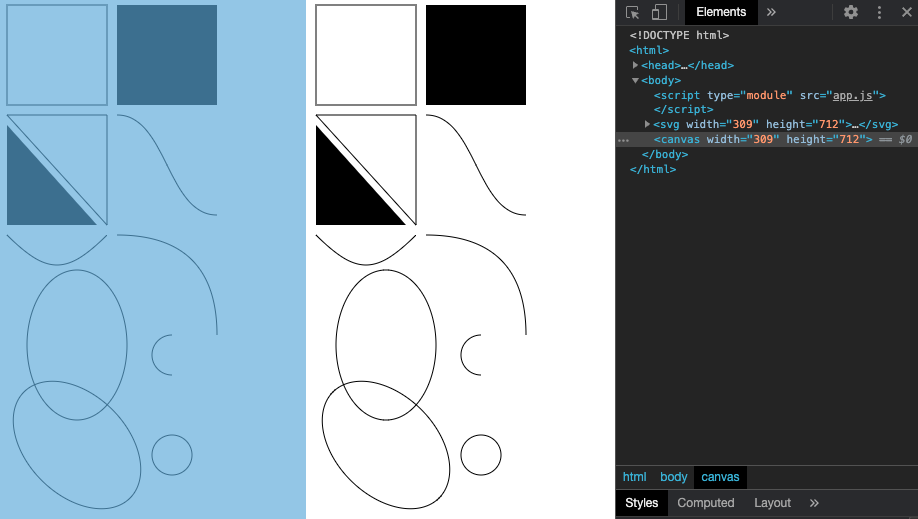 Elements
<!DOCTYPE html>
<html>
<head>…</head>
<body>
<script type="module" src="app.js">
</script>
<svg width="309" height="712">…</svg>
<canvas width="309" height="712"> == $0
</body>
</html>
html body canvas
Styles Computed Layout